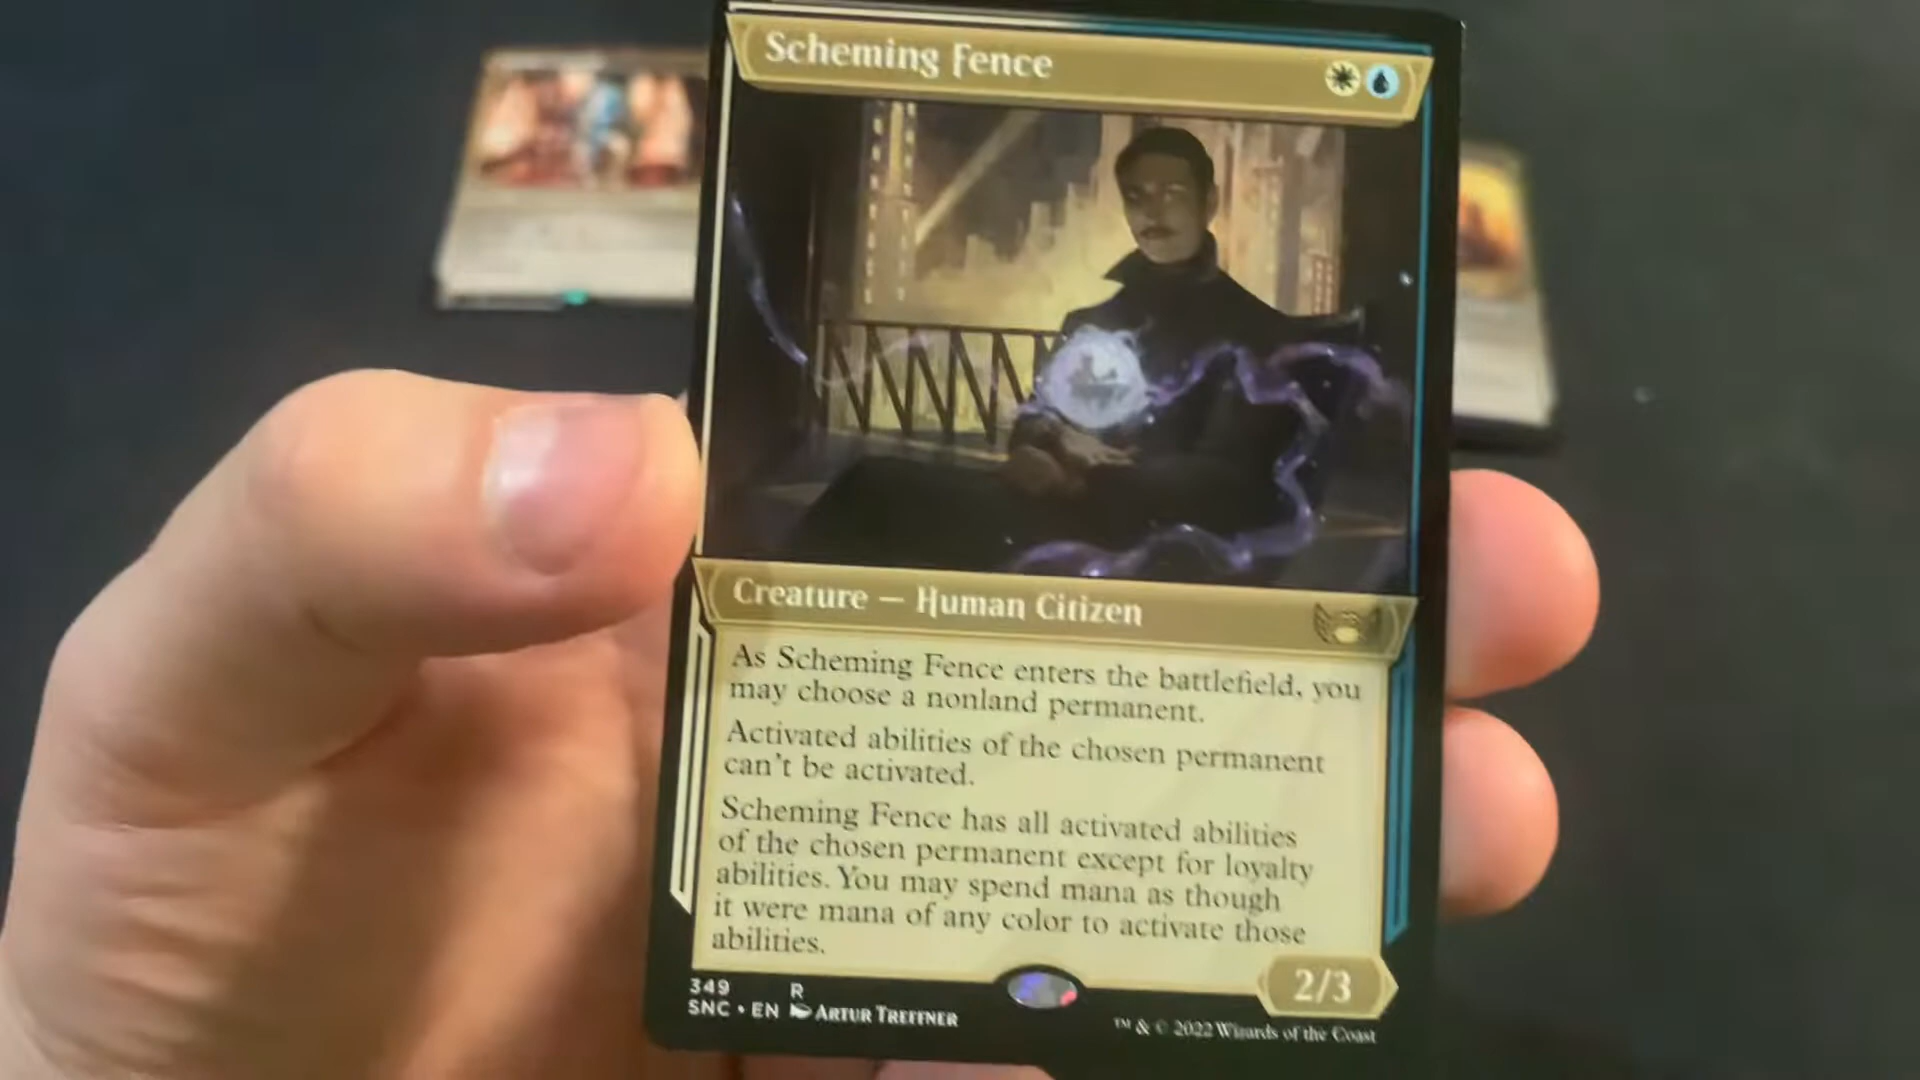 Scheming Fence
Creature — Human Citizen
As Scheming Fence enters the battlefield, you
may choose a nonland permanent.
Activated abilities of the chosen permanent
can't be activated.
Scheming Fence has all activated abilities
of the chosen permanent except for loyalty
abilities. You may spend mana as though
it were mana of any color to activate those
abilities.
2/3
349 R
SNC • EN Artur Treffner
™ & © 2022 Wizards of the Coast